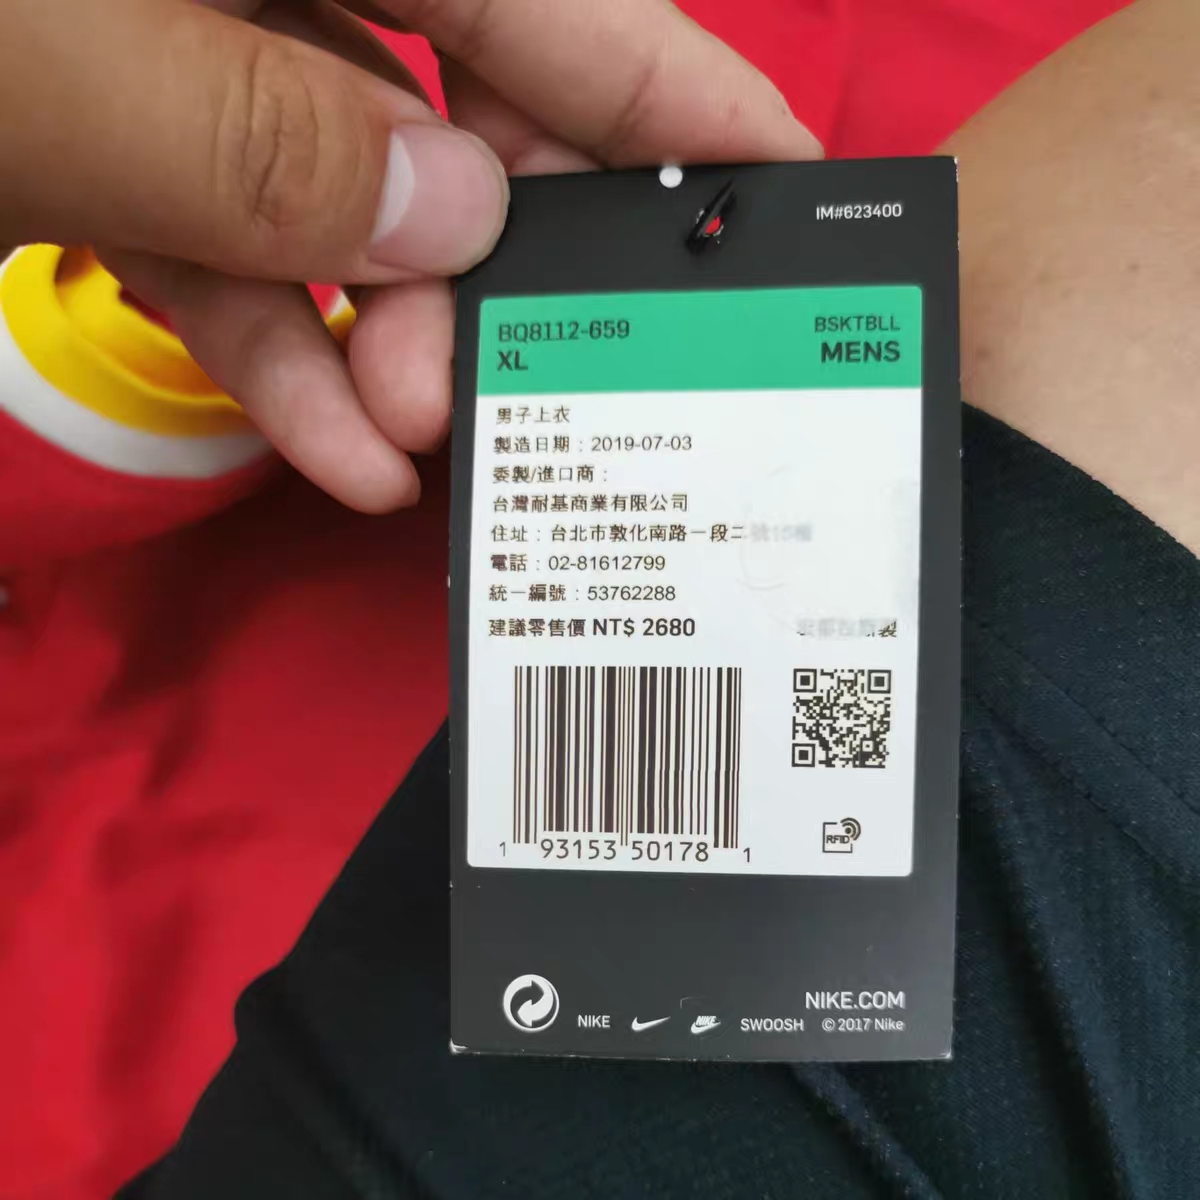 IM#623400
BQ8112-659
BSKTBLL
XL
MENS
男子上衣
製造日期：2019-07-03
委製/進口商：
台灣耐基商業有限公司
住址：台北市敦化南路一段二
電話：02-81612799
統一編號：53762288
建議零售價 NT$ 2680
製
1 93153 50178 1
RFID
NIKE.COM
NIKE NIKE SWOOSH © 2017 Nike